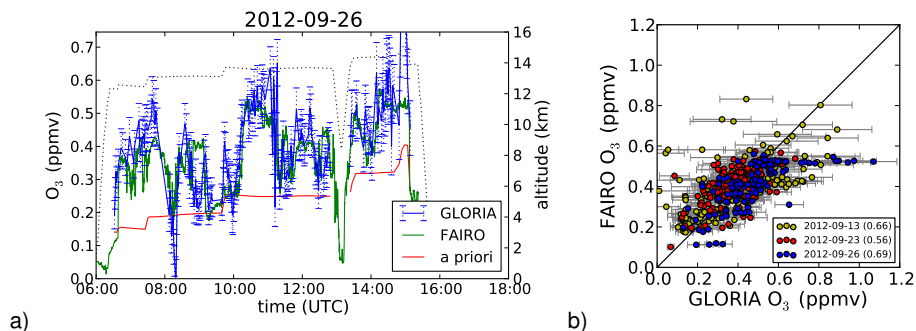 2012-09-26
0.7
0.6
0.5
0.4
0.3
0.2
0.1
0.0
O3 (ppmv)
16
14
12
10
8
6
4
2
0
altitude (km)
GLORIA
FAIRO
a priori
06:00 08:00 10:00 12:00 14:00 16:00 18:00
time (UTC)
a)
1.2
1.0
0.8
0.6
0.4
0.2
0.0
FAIRO O3 (ppmv)
2012-09-13 (0.66)
2012-09-23 (0.56)
2012-09-26 (0.69)
0.0 0.2 0.4 0.6 0.8 1.0 1.2
GLORIA O3 (ppmv)
b)